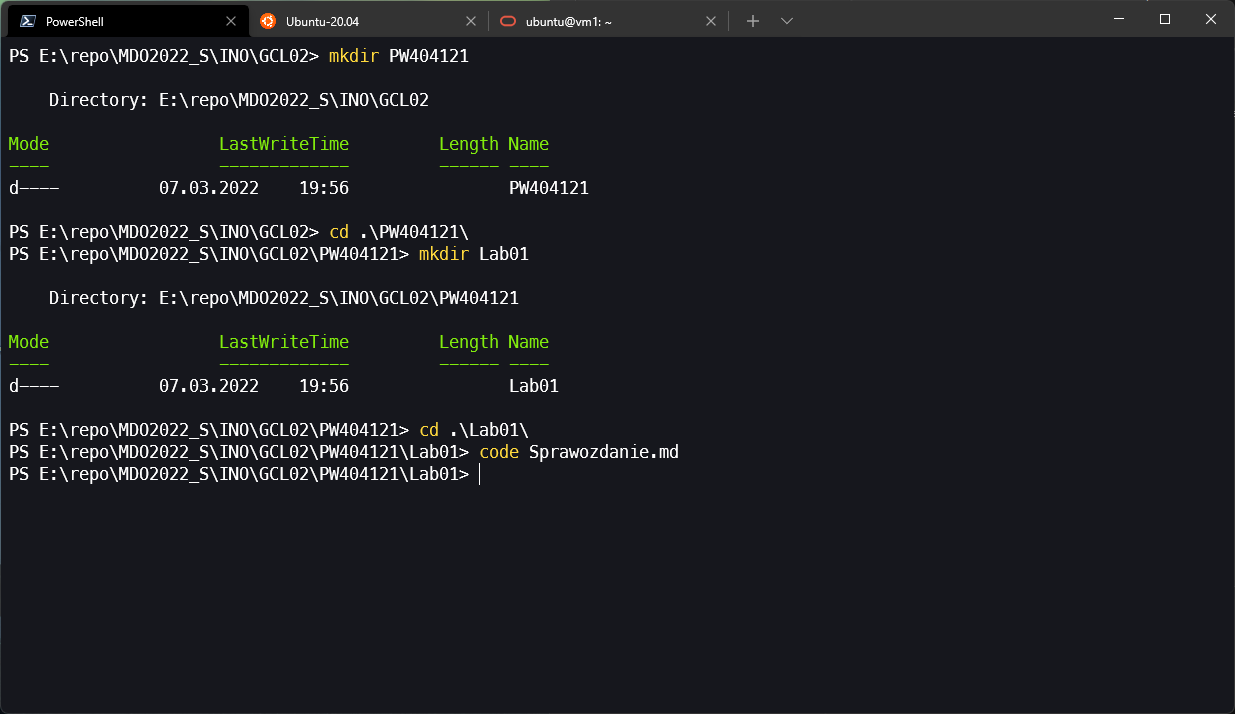 PowerShell
Ubuntu-20.04
ubuntu@vm1: ~
PS E:\repo\MDO2022_S\INO\GCL02> mkdir PW404121
Directory: E:\repo\MDO2022_S\INO\GCL02
Mode LastWriteTime Length Name
---- ------------- ------ ----
d---- 07.03.2022 19:56 PW404121
PS E:\repo\MDO2022_S\INO\GCL02> cd .\PW404121\
PS E:\repo\MDO2022_S\INO\GCL02\PW404121> mkdir Lab01
Directory: E:\repo\MDO2022_S\INO\GCL02\PW404121
Mode LastWriteTime Length Name
---- ------------- ------ ----
d---- 07.03.2022 19:56 Lab01
PS E:\repo\MDO2022_S\INO\GCL02\PW404121> cd .\Lab01\
PS E:\repo\MDO2022_S\INO\GCL02\PW404121\Lab01> code Sprawozdanie.md
PS E:\repo\MDO2022_S\INO\GCL02\PW404121\Lab01>